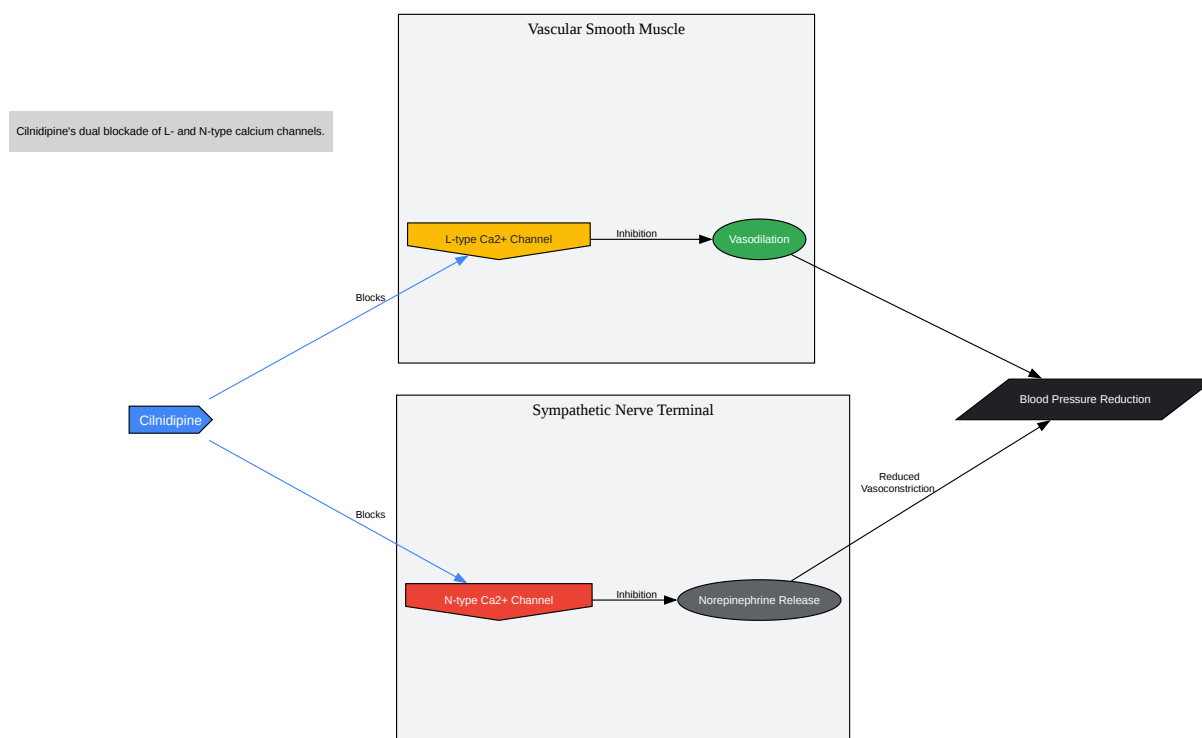 Vascular Smooth Muscle
Cilnidipine's dual blockade of L- and N-type calcium channels.
L-type Ca2+ Channel
Inhibition
Vasodilation
Blocks
Cilnidipine
Blood Pressure Reduction
Sympathetic Nerve Terminal
Reduced
Vasoconstriction
Blocks
N-type Ca2+ Channel
Inhibition
Norepinephrine Release